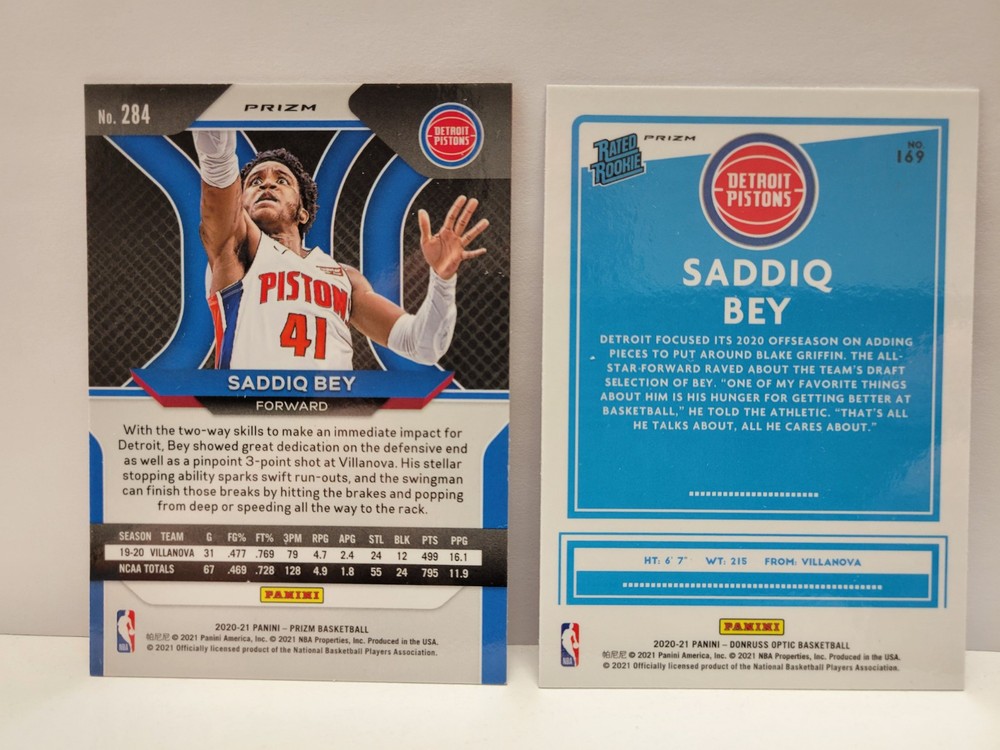 No. 284
PRIZM
DETROIT
PISTONS
PISTON
41
SADDIQ BEY
FORWARD
With the two-way skills to make an immediate impact for
Detroit, Bey showed great dedication on the defensive end
as well as a pinpoint 3-point shot at Villanova. His stellar
stopping ability sparks swift run-outs, and the swingman
can finish those breaks by hitting the brakes and popping
from deep or speeding all the way to the rack.
SEASON TEAM G FG% FT% 3PM RPG APG STL BLK PTS PPG
19-20 VILLANOVA 31 .477 .769 79 4.7 2.4 24 12 499 16.1
NCAA TOTALS 67 .469 .728 128 4.9 1.8 55 24 795 11.9
PANINI
NBA
2020-21 PANINI – PRIZM BASKETBALL
帕尼尼 © 2021 Panini America, Inc. © 2021 NBA Properties, Inc. Produced in the USA.
© 2021 Officially licensed product of the National Basketball Players Association.
RATED
ROOKIE
PRIZM
NO.
169
DETROIT
PISTONS
SADDIQ
BEY
DETROIT FOCUSED ITS 2020 OFFSEASON ON ADDING
PIECES TO PUT AROUND BLAKE GRIFFIN. THE ALL-
STAR FORWARD RAVED ABOUT THE TEAM'S DRAFT
SELECTION OF BEY. "ONE OF MY FAVORITE THINGS
ABOUT HIM IS HIS HUNGER FOR GETTING BETTER AT
BASKETBALL," HE TOLD THE ATHLETIC. "THAT'S ALL
HE TALKS ABOUT, ALL HE CARES ABOUT."
HT: 6' 7" WT: 215 FROM: VILLANOVA
PANINI
NBA
2020-21 PANINI – DONRUSS OPTIC BASKETBALL
帕尼尼 © 2021 Panini America, Inc. © 2021 NBA Properties, Inc. Produced in the USA.
© 2021 Officially licensed product of the National Basketball Players Association.